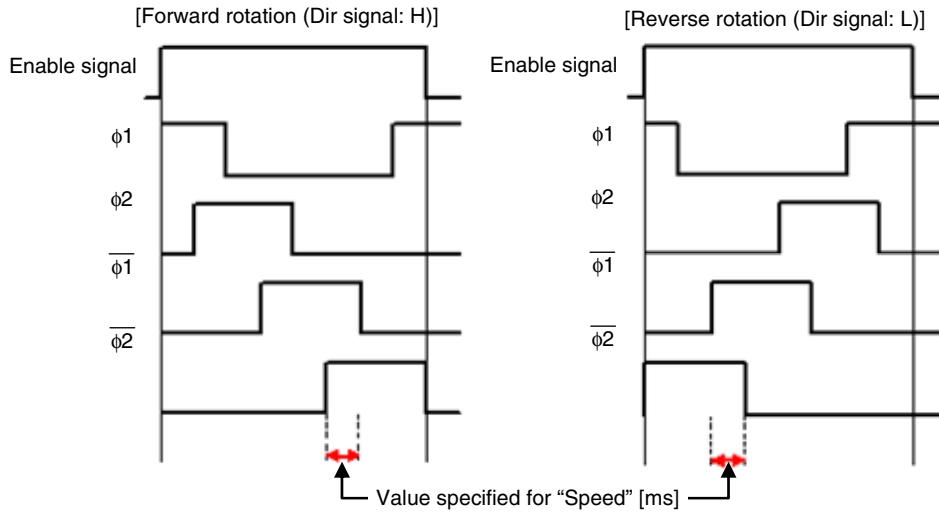 [Forward rotation (Dir signal: H)]
[Reverse rotation (Dir signal: L)]
Enable signal
Enable signal
ϕ1
ϕ1
ϕ2
ϕ2
ϕ1̅
ϕ1̅
ϕ2̅
ϕ2̅
Value specified for “Speed” [ms]